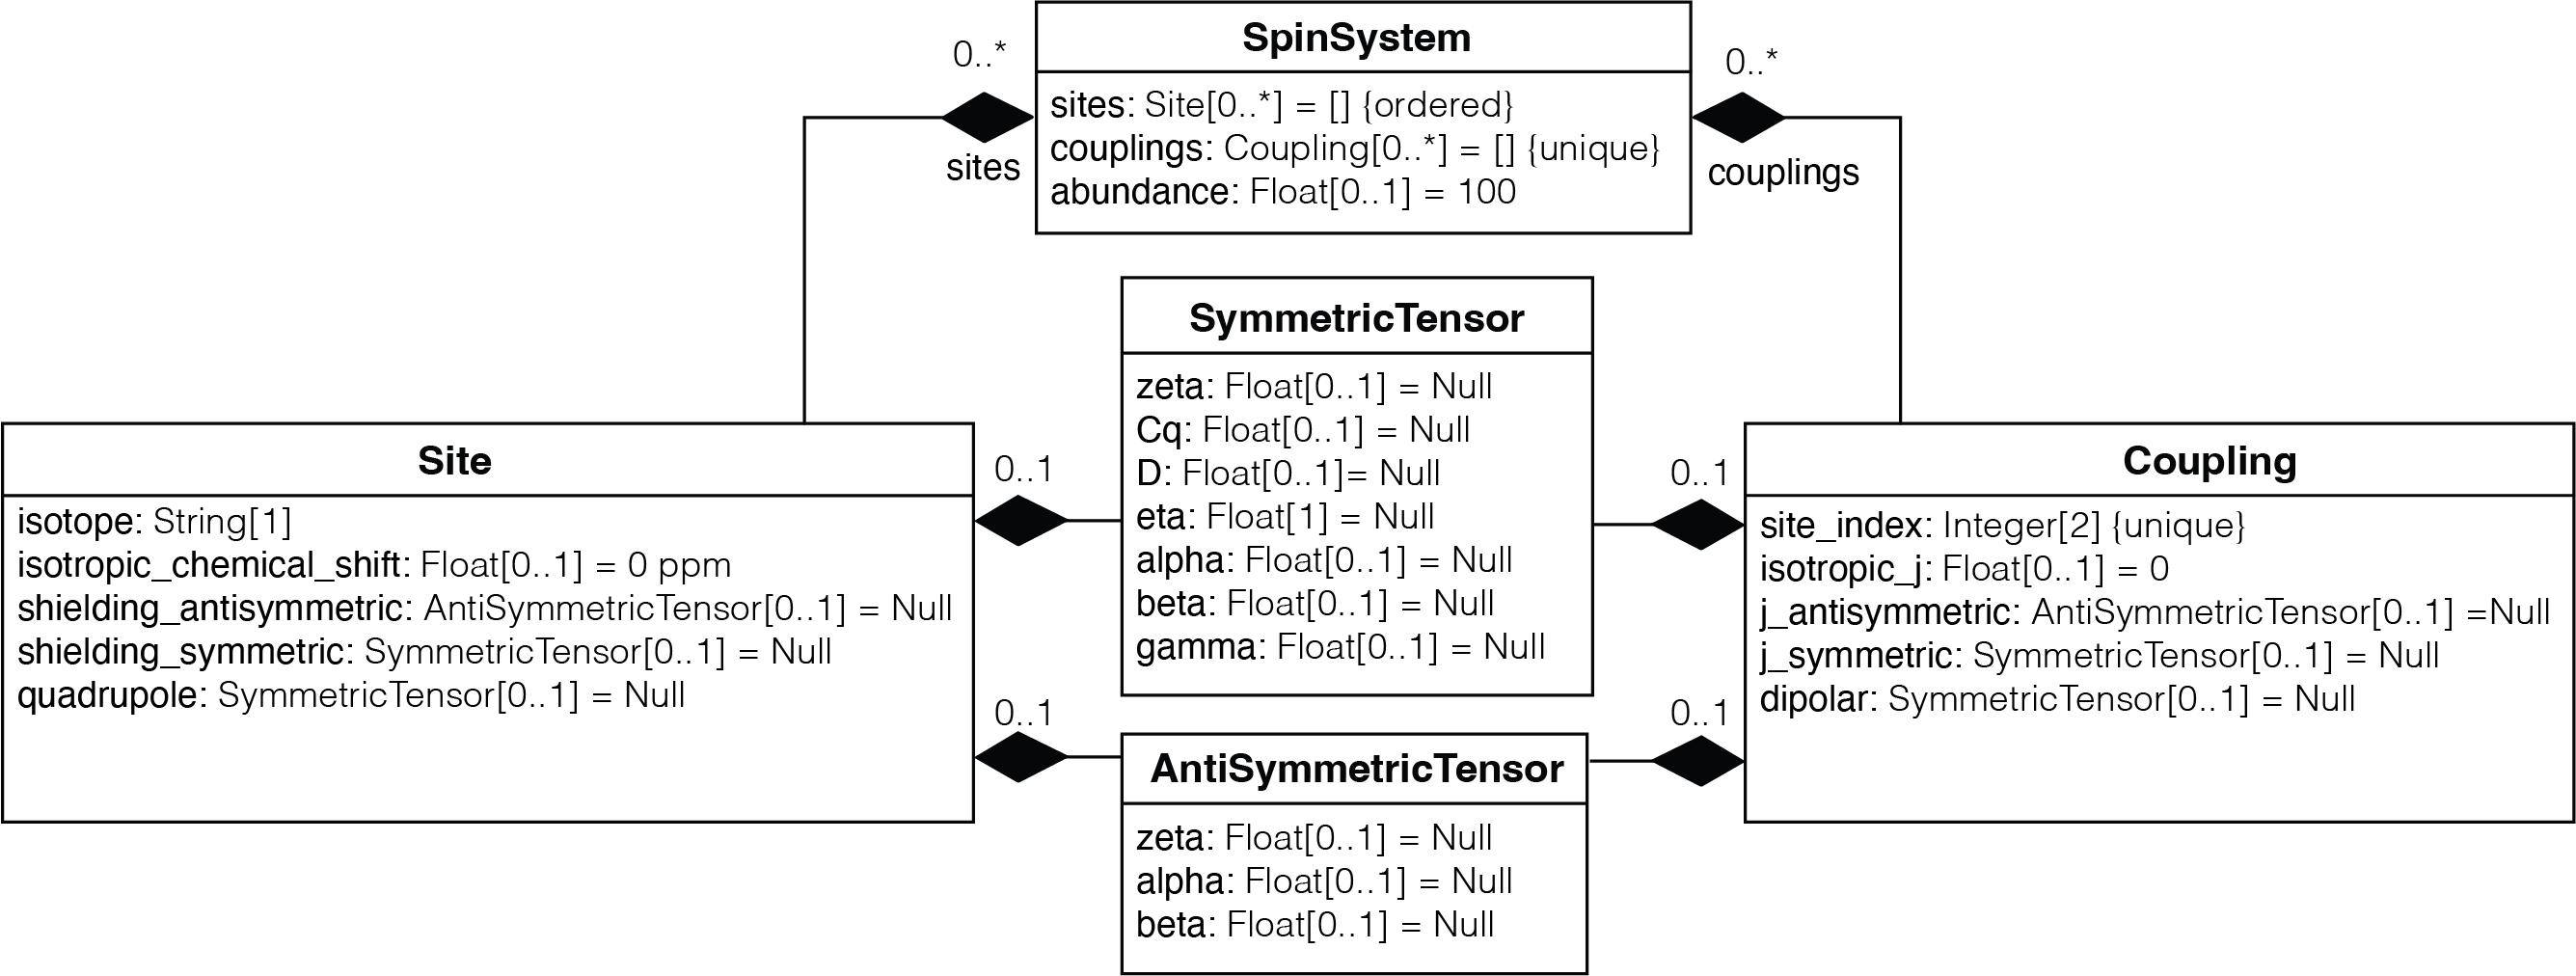 SpinSystem
0..*
0..*
sites: Site[0..*] = [] {ordered}
couplings: Coupling[0..*] = [] {unique}
abundance: Float[0..1] = 100
sites
couplings
SymmetricTensor
zeta: Float[0..1] = Null
Cq: Float[0..1] = Null
D: Float[0..1]= Null
eta: Float[1] = Null
alpha: Float[0..1] = Null
beta: Float[0..1] = Null
gamma: Float[0..1] = Null
Site
isotope: String[1]
isotropic_chemical_shift: Float[0..1] = 0 ppm
shielding_antisymmetric: AntiSymmetricTensor[0..1] = Null
shielding_symmetric: SymmetricTensor[0..1] = Null
quadrupole: SymmetricTensor[0..1] = Null
0..1
0..1
0..1
0..1
Coupling
site_index: Integer[2] {unique}
isotropic_j: Float[0..1] = 0
j_antisymmetric: AntiSymmetricTensor[0..1] =Null
j_symmetric: SymmetricTensor[0..1] = Null
dipolar: SymmetricTensor[0..1] = Null
AntiSymmetricTensor
zeta: Float[0..1] = Null
alpha: Float[0..1] = Null
beta: Float[0..1] = Null